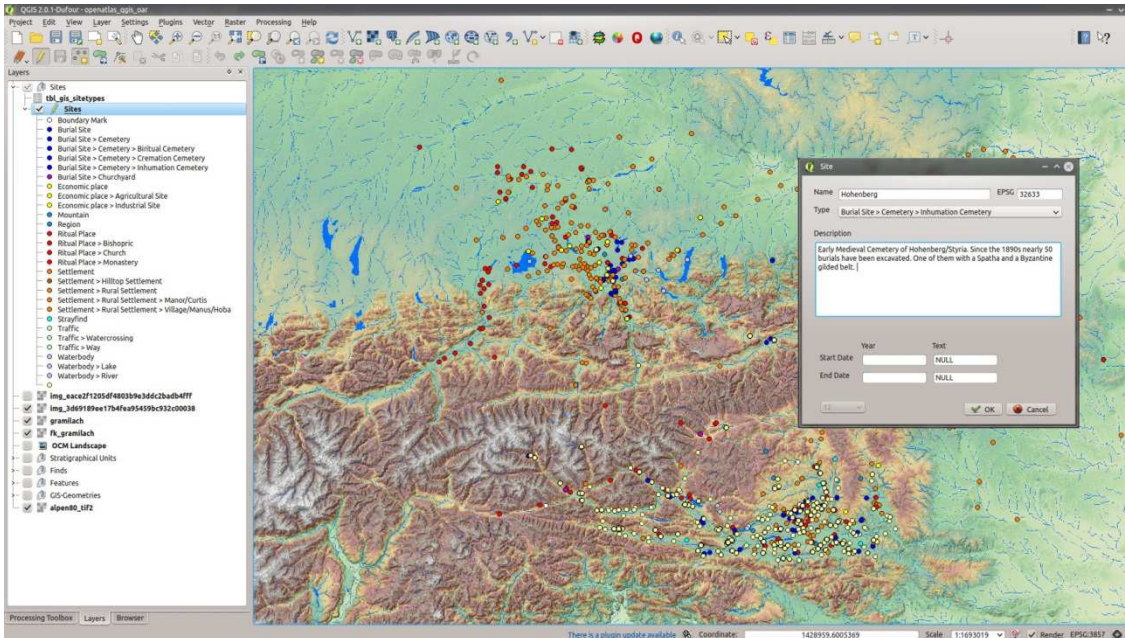 QGIS 2.0.1-Dufour - openatlas_qgis_oar
Project Edit View Layer Settings Plugins Vector Raster Processing Help
Layers
Sites
tbl_gis_sitetypes
Sites
Boundary Mark
Burial Site
Burial Site > Cemetery
Burial Site > Cemetery > Biritual Cemetery
Burial Site > Cemetery > Cremation Cemetery
Burial Site > Cemetery > Inhumation Cemetery
Burial Site > Churchyard
Economic place
Economic place > Agricultural Site
Economic place > Industrial Site
Mountain
Region
Ritual Place
Ritual Place > Bishopric
Ritual Place > Church
Ritual Place > Monastery
Settlement
Settlement > Hilltop Settlement
Settlement > Rural Settlement
Settlement > Rural Settlement > Manor/Curtis
Settlement > Rural Settlement > Village/Manus/Hoba
Strayfind
Traffic
Traffic > Watercrossing
Traffic > Way
Waterbody
Waterbody > Lake
Waterbody > River
img_eace2f1205df4803b9e3ddc2badb4fff
img_3d69189ee17b4fea95459bc932c00038
gramilach
fk_gramilach
OCM Landscape
Stratigraphical Units
Finds
Features
GIS-Geometries
alpen80_tif2
Processing Toolbox Layers Browser
Site
Name Hohenberg EPSG 32633
Type Burial Site > Cemetery > Inhumation Cemetery
Description
Early Medieval Cemetery of Hohenberg/Styria. Since the 1890s nearly 50
burials have been excavated. One of them with a Spatha and a Byzantine
gilded belt.
Year Text
Start Date NULL
End Date NULL
12
OK Cancel
There is a plugin update available Coordinate: 1428959,6005369 Scale 1:1693019 Render EPSG:3857